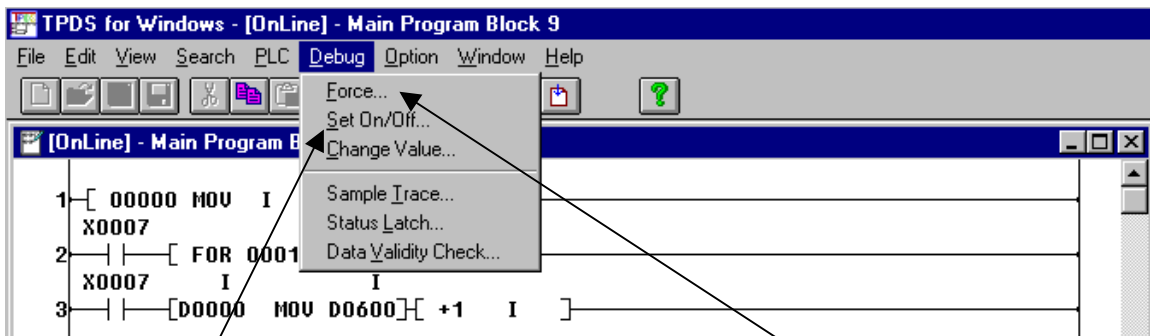 TPDS for Windows - [OnLine] - Main Program Block 9
File Edit View Search PLC Debug Option Window Help
Force...
Set On/Off...
Change Value...
Sample Trace...
Status Latch...
Data Validity Check...
[OnLine] - Main Program B
1 [ 00000 MOV I
X0007
2 [ FOR 0001
X0007 I I
3 [D0000 MOV D0600] [ +1 I ]